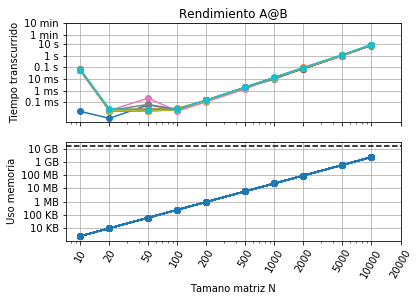 Rendimiento A@B
Tiempo transcurrido
10 min
1 min
10 s
1 s
0.1 s
10 ms
1 ms
0.1 ms
Uso memoria
10 GB
1 GB
100 MB
10 MB
1 MB
100 KB
10 KB
10 20 50 100 200 500 1000 2000 5000 10000 20000
Tamano matriz N